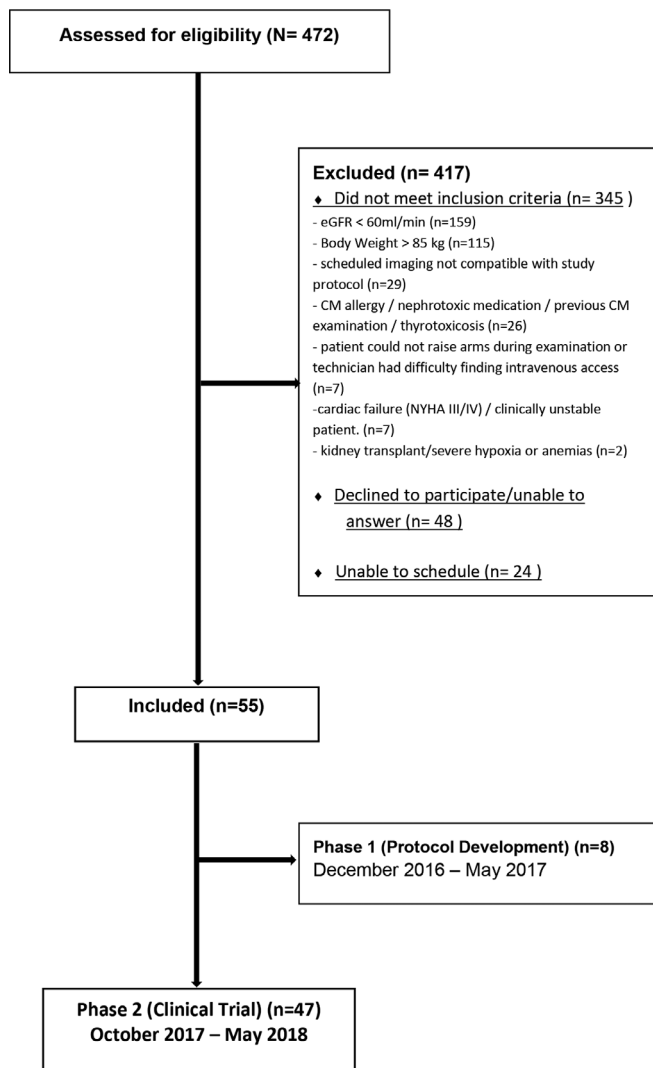 Assessed for eligibility (N= 472)
Excluded (n= 417)
♦ Did not meet inclusion criteria (n= 345 )
- eGFR < 60ml/min (n=159)
- Body Weight > 85 kg (n=115)
- scheduled imaging not compatible with study
protocol (n=29)
- CM allergy / nephrotoxic medication / previous CM
examination / thyrotoxicosis (n=26)
- patient could not raise arms during examination or
technician had difficulty finding intravenous access
(n=7)
-cardiac failure (NYHA III/IV) / clinically unstable
patient. (n=7)
- kidney transplant/severe hypoxia or anemias (n=2)
♦ Declined to participate/unable to
answer (n= 48 )
♦ Unable to schedule (n= 24 )
Included (n=55)
Phase 1 (Protocol Development) (n=8)
December 2016 – May 2017
Phase 2 (Clinical Trial) (n=47)
October 2017 – May 2018